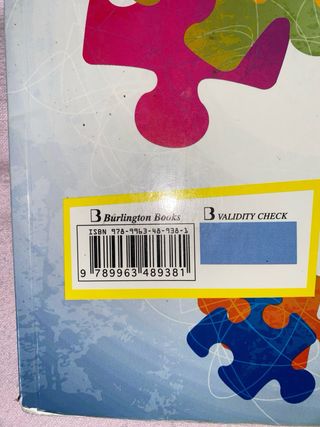 B Burlington Books
B VALIDITY CHECK
ISBN 978-9963-48-938-1
9 789963 489381